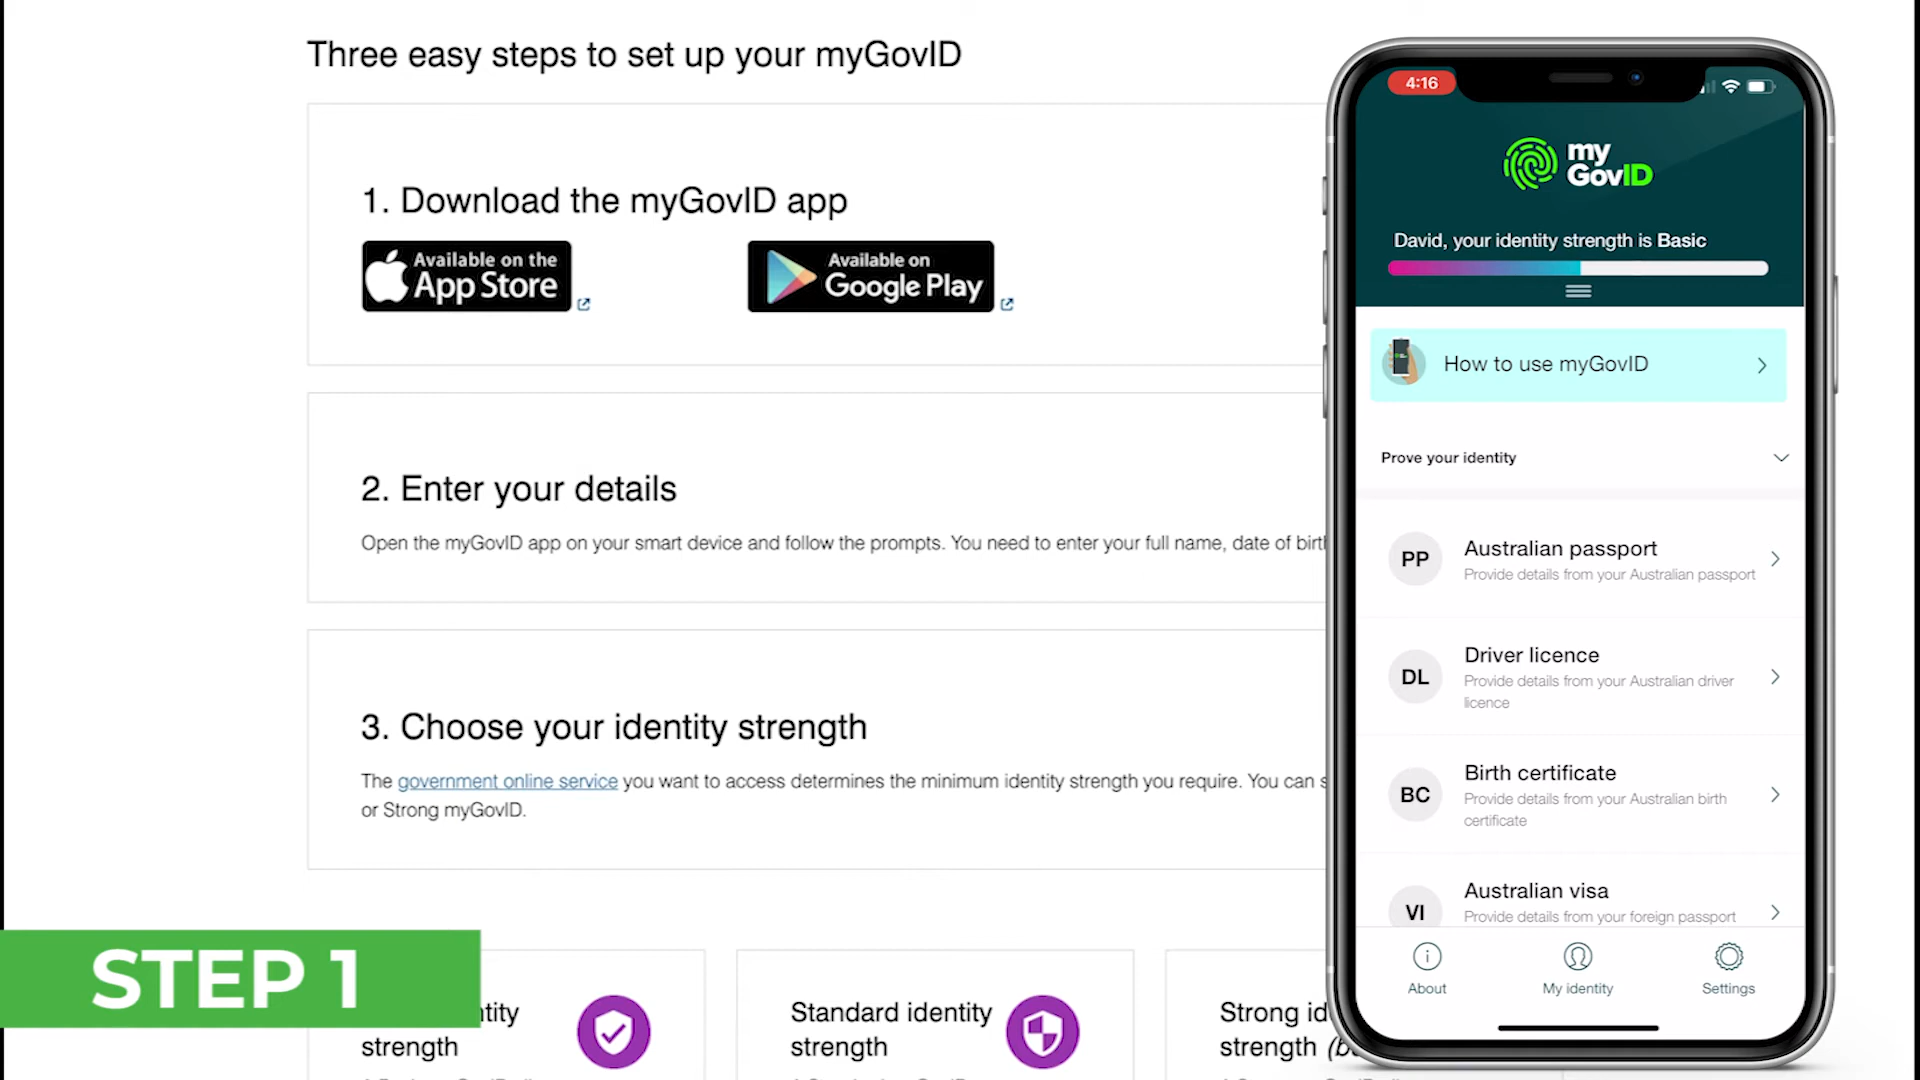 Three easy steps to set up your myGovID
1. Download the myGovID app
Available on the
App Store
Available on
Google Play
2. Enter your details
Open the myGovID app on your smart device and follow the prompts. You need to enter your full name, date of
3. Choose your identity strength
The government online service you want to access determines the minimum identity strength you require. You can
or Strong myGovID.
strength
Standard identity
strength
Strong
strength
STEP 1
4:16
my
GovID
David, your identity strength is Basic
How to use myGovID
Prove your identity
PP
Australian passport
Provide details from your Australian passport
DL
Driver licence
Provide details from your Australian driver
licence
BC
Birth certificate
Provide details from your Australian birth
certificate
VI
Australian visa
Provide details from your foreign passport
About
My identity
Settings